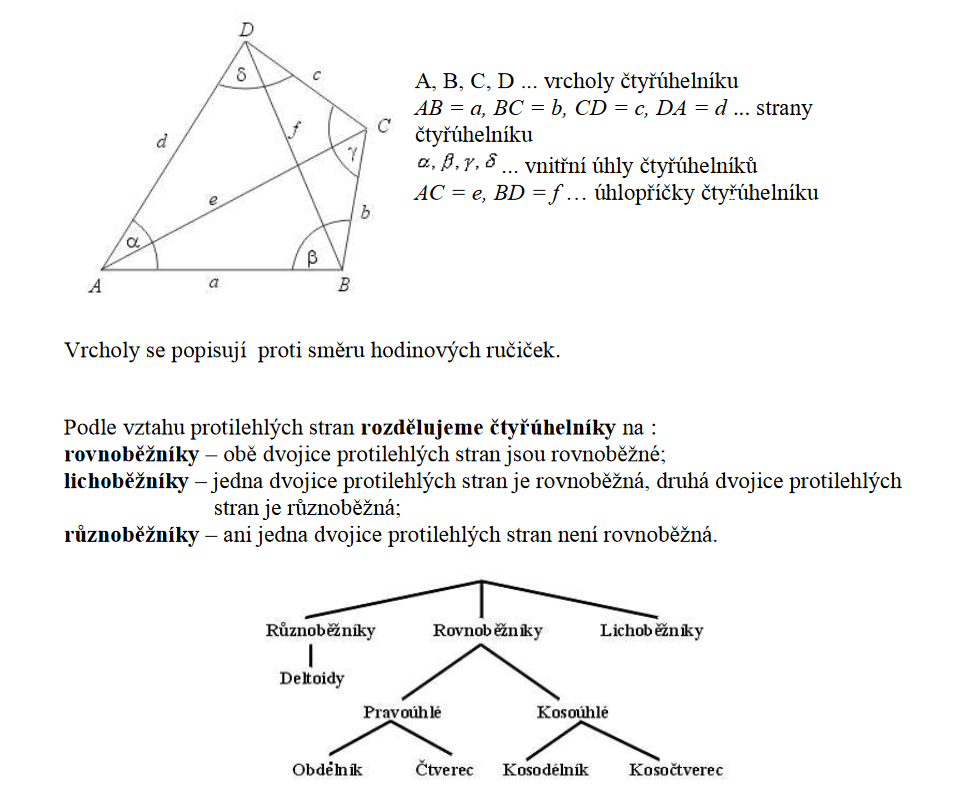 D
δ
c
A, B, C, D ... vrcholy čtyřúhelníku
AB = a, BC = b, CD = c, DA = d ... strany
čtyřúhelníku
α, β, γ, δ ... vnitřní úhly čtyřúhelníků
AC = e, BD = f … úhlopříčky čtyřúhelníku
d
f
C
γ
e
b
α
β
A
a
B
Vrcholy se popisují proti směru hodinových ručiček.
Podle vztahu protilehlých stran rozdělujeme čtyřúhelníky na :
rovnoběžníky – obě dvojice protilehlých stran jsou rovnoběžné;
lichoběžníky – jedna dvojice protilehlých stran je rovnoběžná, druhá dvojice protilehlých
stran je různoběžná;
různoběžníky – ani jedna dvojice protilehlých stran není rovnoběžná.
Různoběžníky Rovnoběžníky Lichoběžníky
Deltoidy
Pravoúhlé Kosoúhlé
Obdélník Čtverec Kosodélník Kosočtverec